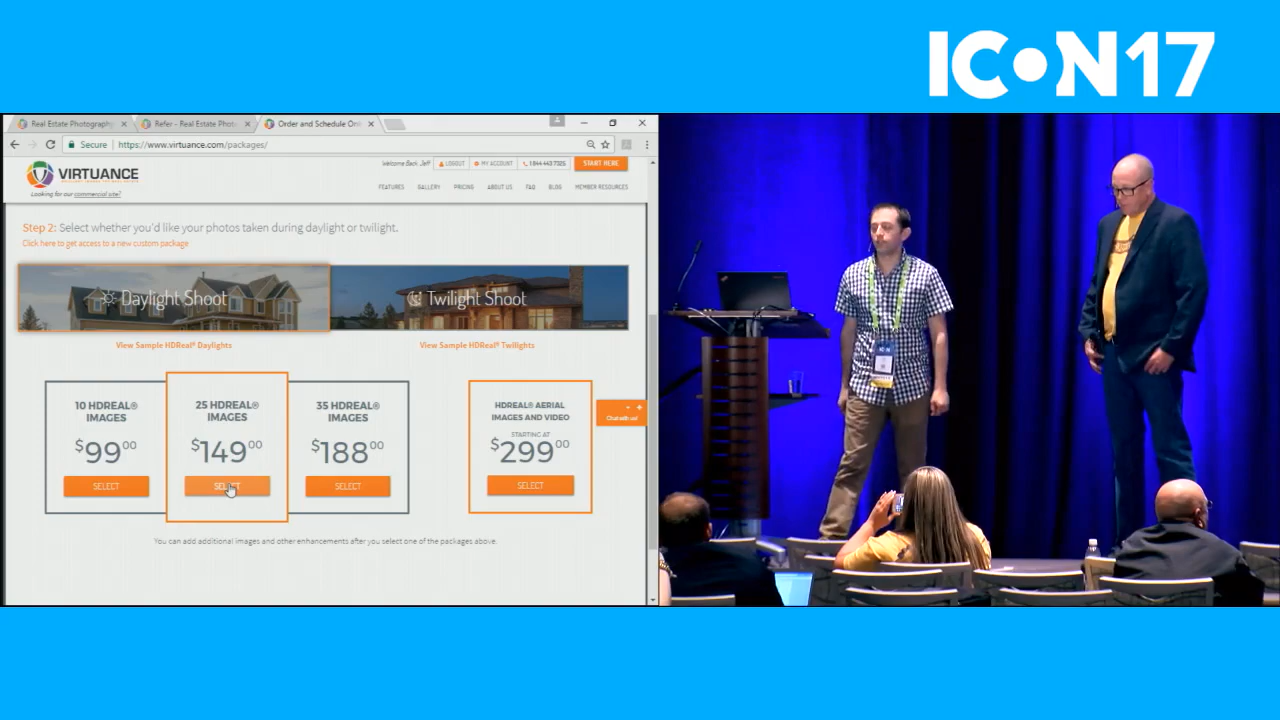 ICON17
Real Estate Photography
Refer - Real Estate Phot
Order and Schedule Onl
Secure
https://www.virtuance.com/packages/
VIRTUANCE
Looking for our commercial site?
Welcome Back, Jeff
LOGOUT
MY ACCOUNT
1 844 443 7325
START HERE
FEATURES
GALLERY
PRICING
ABOUT US
FAQ
BLOG
MEMBER RESOURCES
Step 2: Select whether you'd like your photos taken during daylight or twilight.
Click here to get access to a new custom package
Daylight Shoot
Twilight Shoot
View Sample HDReal® Daylights
View Sample HDReal® Twilights
10 HDREAL®
IMAGES
$99.00
SELECT
25 HDREAL®
IMAGES
$149.00
SELECT
35 HDREAL®
IMAGES
$188.00
SELECT
HDREAL® AERIAL
IMAGES AND VIDEO
STARTING AT
$299.00
SELECT
Chat with us!
You can add additional images and other enhancements after you select one of the packages above.